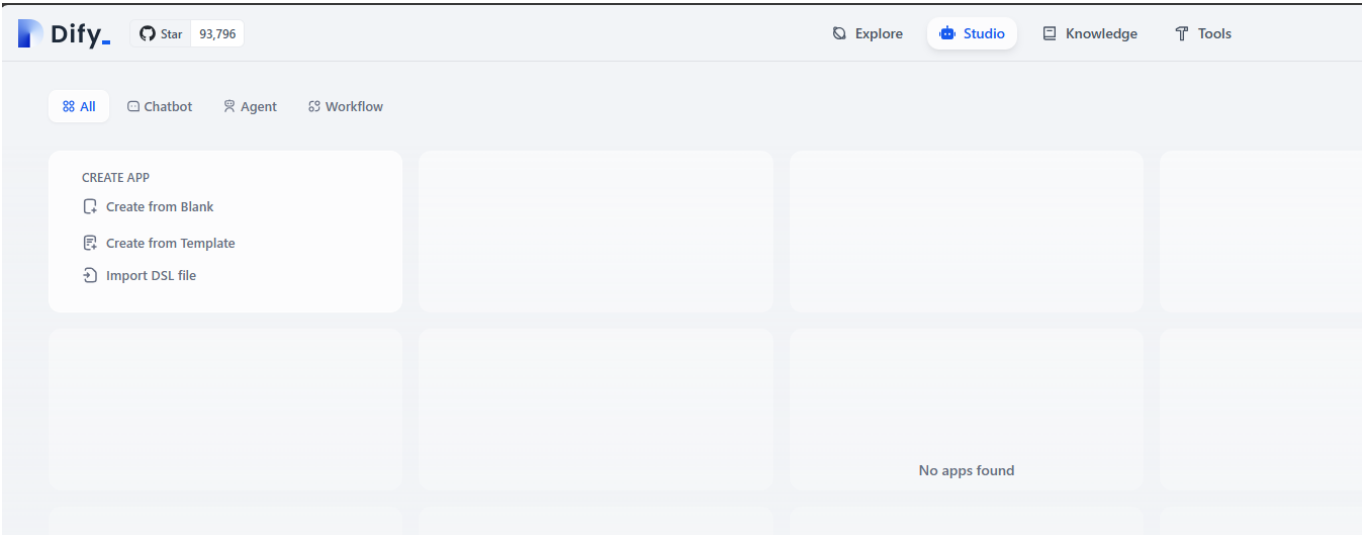 Dify_ Star 93,796 Explore Studio Knowledge Tools
All Chatbot Agent Workflow
CREATE APP
Create from Blank
Create from Template
Import DSL file
No apps found